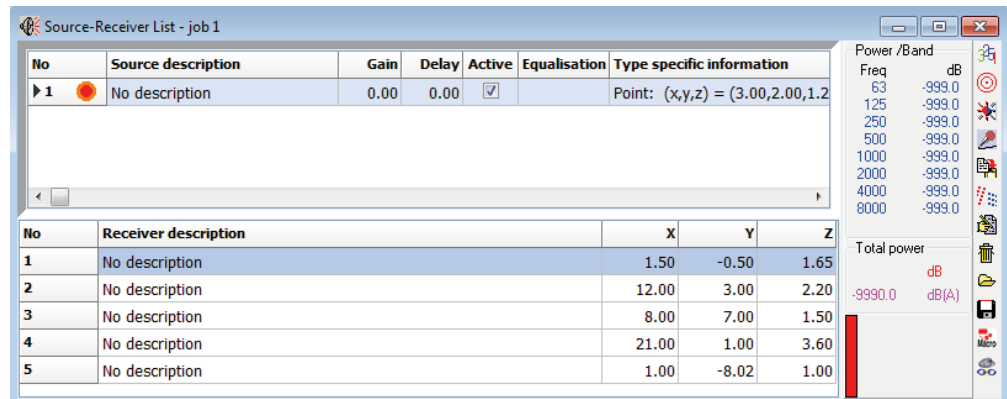 Source-Receiver List - job 1
No Source description Gain Delay Active Equalisation Type specific information
1 No description 0.00 0.00 Point: (x,y,z) = (3.00,2.00,1.2
No Receiver description X Y Z
1 No description 1.50 -0.50 1.65
2 No description 12.00 3.00 2.20
3 No description 8.00 7.00 1.50
4 No description 21.00 1.00 3.60
5 No description 1.00 -8.02 1.00
Power /Band
Freq dB
63 -999.0
125 -999.0
250 -999.0
500 -999.0
1000 -999.0
2000 -999.0
4000 -999.0
8000 -999.0
Total power
dB
-9990.0 dB(A)
Macro